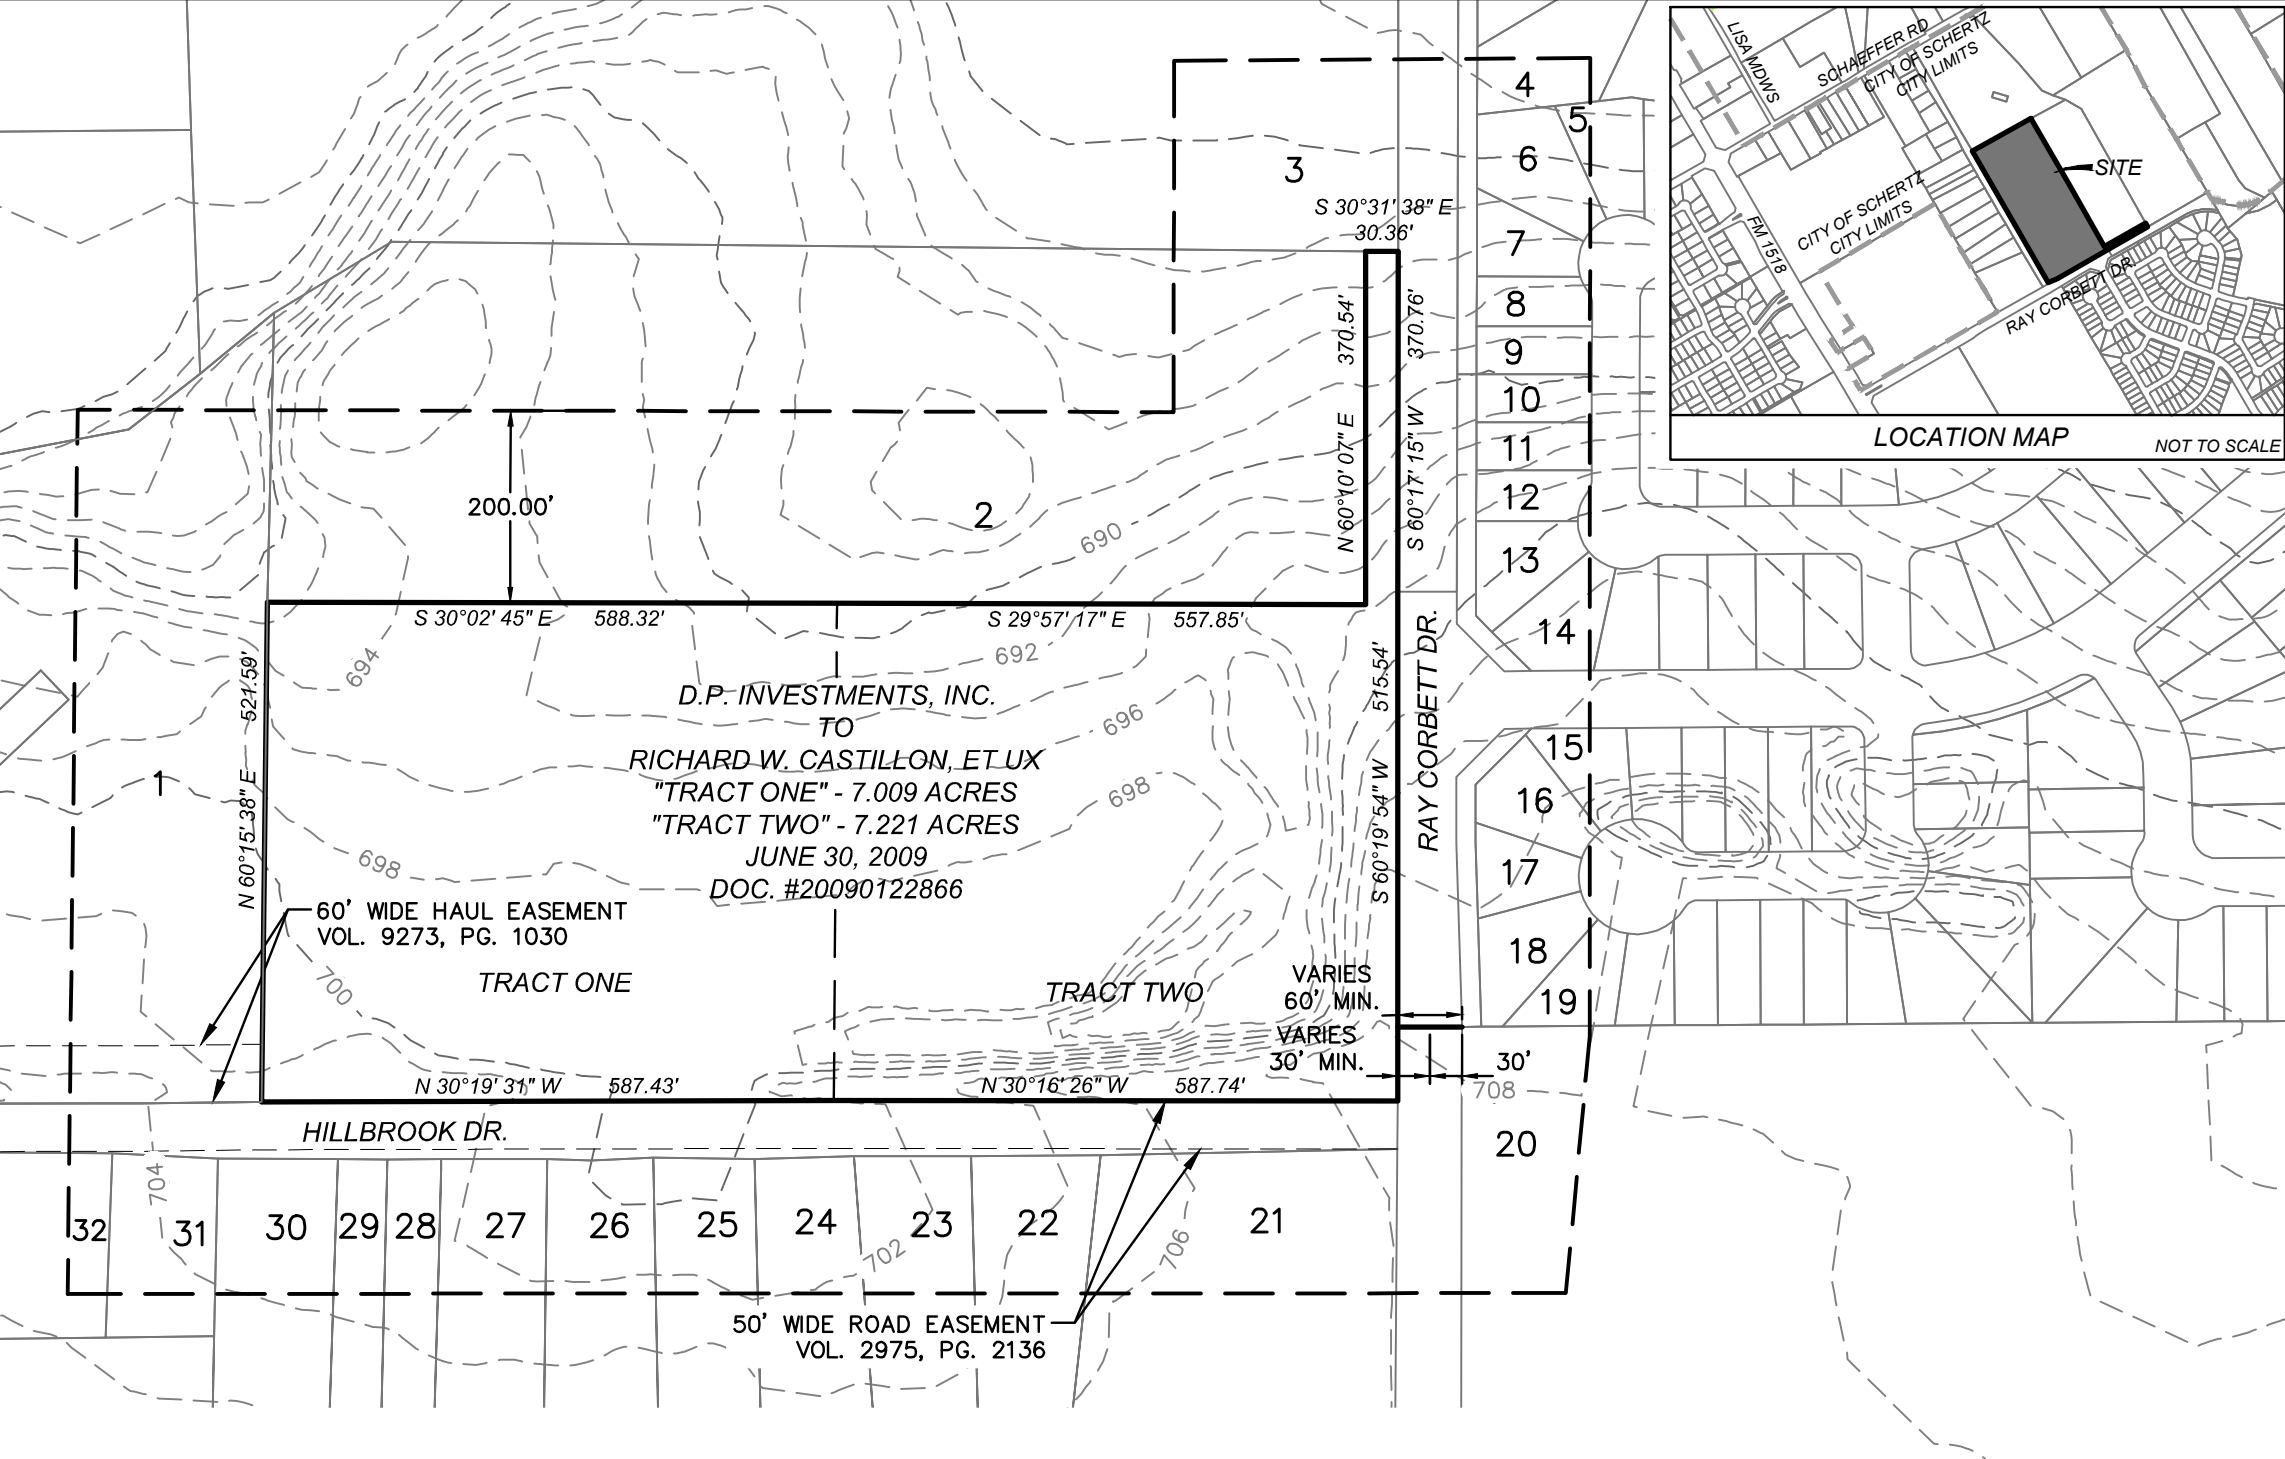 4
5
6
3
S 30°31' 38" E
30.36'
7
8
9
10
11
12
13
14
15
16
17
18
19
20
370.54'
N 60°10' 07" E
370.76'
S 60°17' 15" W
200.00'
2
690
S 30°02' 45" E 588.32'
S 29°57' 17" E 557.85'
692
694
696
698
698
700
521.59'
N 60°15' 38" E
1
D.P. INVESTMENTS, INC.
TO
RICHARD W. CASTILLON, ET UX
"TRACT ONE" - 7.009 ACRES
"TRACT TWO" - 7.221 ACRES
JUNE 30, 2009
DOC. #20090122866
515.54'
S 60°19' 54" W
RAY CORBETT DR.
60' WIDE HAUL EASEMENT
VOL. 9273, PG. 1030
TRACT ONE
TRACT TWO
VARIES
60' MIN.
VARIES
30' MIN.
30'
708
N 30°19' 31" W 587.43'
N 30°16' 26" W 587.74'
HILLBROOK DR.
704
702
706
32
31
30
29
28
27
26
25
24
23
22
21
50' WIDE ROAD EASEMENT
VOL. 2975, PG. 2136
LISA MDWS
SCHAEFFER RD
CITY OF SCHERTZ
CITY LIMITS
SITE
CITY OF SCHERTZ
CITY LIMITS
FM 1518
RAY CORBETT DR.
LOCATION MAP
NOT TO SCALE